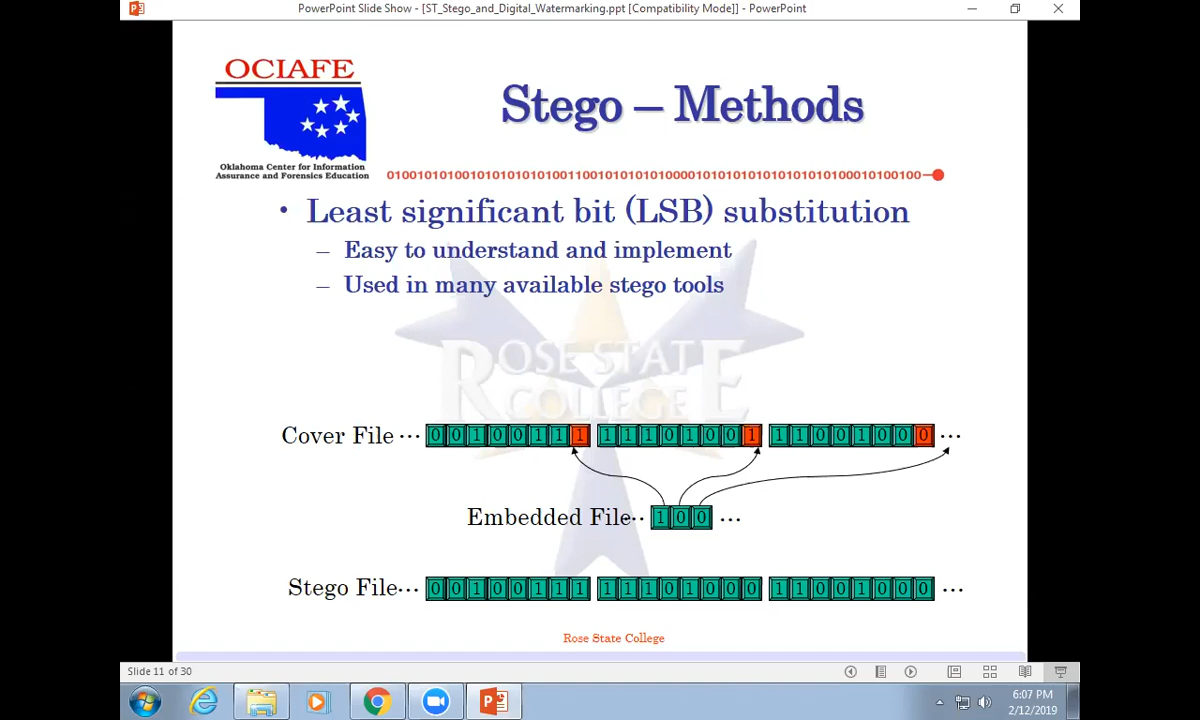 PowerPoint Slide Show - [ST_Stego_and_Digital_Watermarking.ppt [Compatibility Mode]] - PowerPoint
OCIAFE
Oklahoma Center for Information
Assurance and Forensics Education
Stego – Methods
0100101010010101010101010011001010101010000101010101010101010100010100100
• Least significant bit (LSB) substitution
– Easy to understand and implement
– Used in many available stego tools
ROSE STATE
COLLEGE
Cover File ··· 0 0 1 0 0 1 1 1 1 1 1 0 1 0 0 1 1 1 0 0 1 0 0 0 ···
Embedded File ·· 1 0 0 ···
Stego File ··· 0 0 1 0 0 1 1 1 1 1 1 0 1 0 0 0 1 1 0 0 1 0 0 0 ···
Rose State College
Slide 11 of 30
6:07 PM
2/12/2019